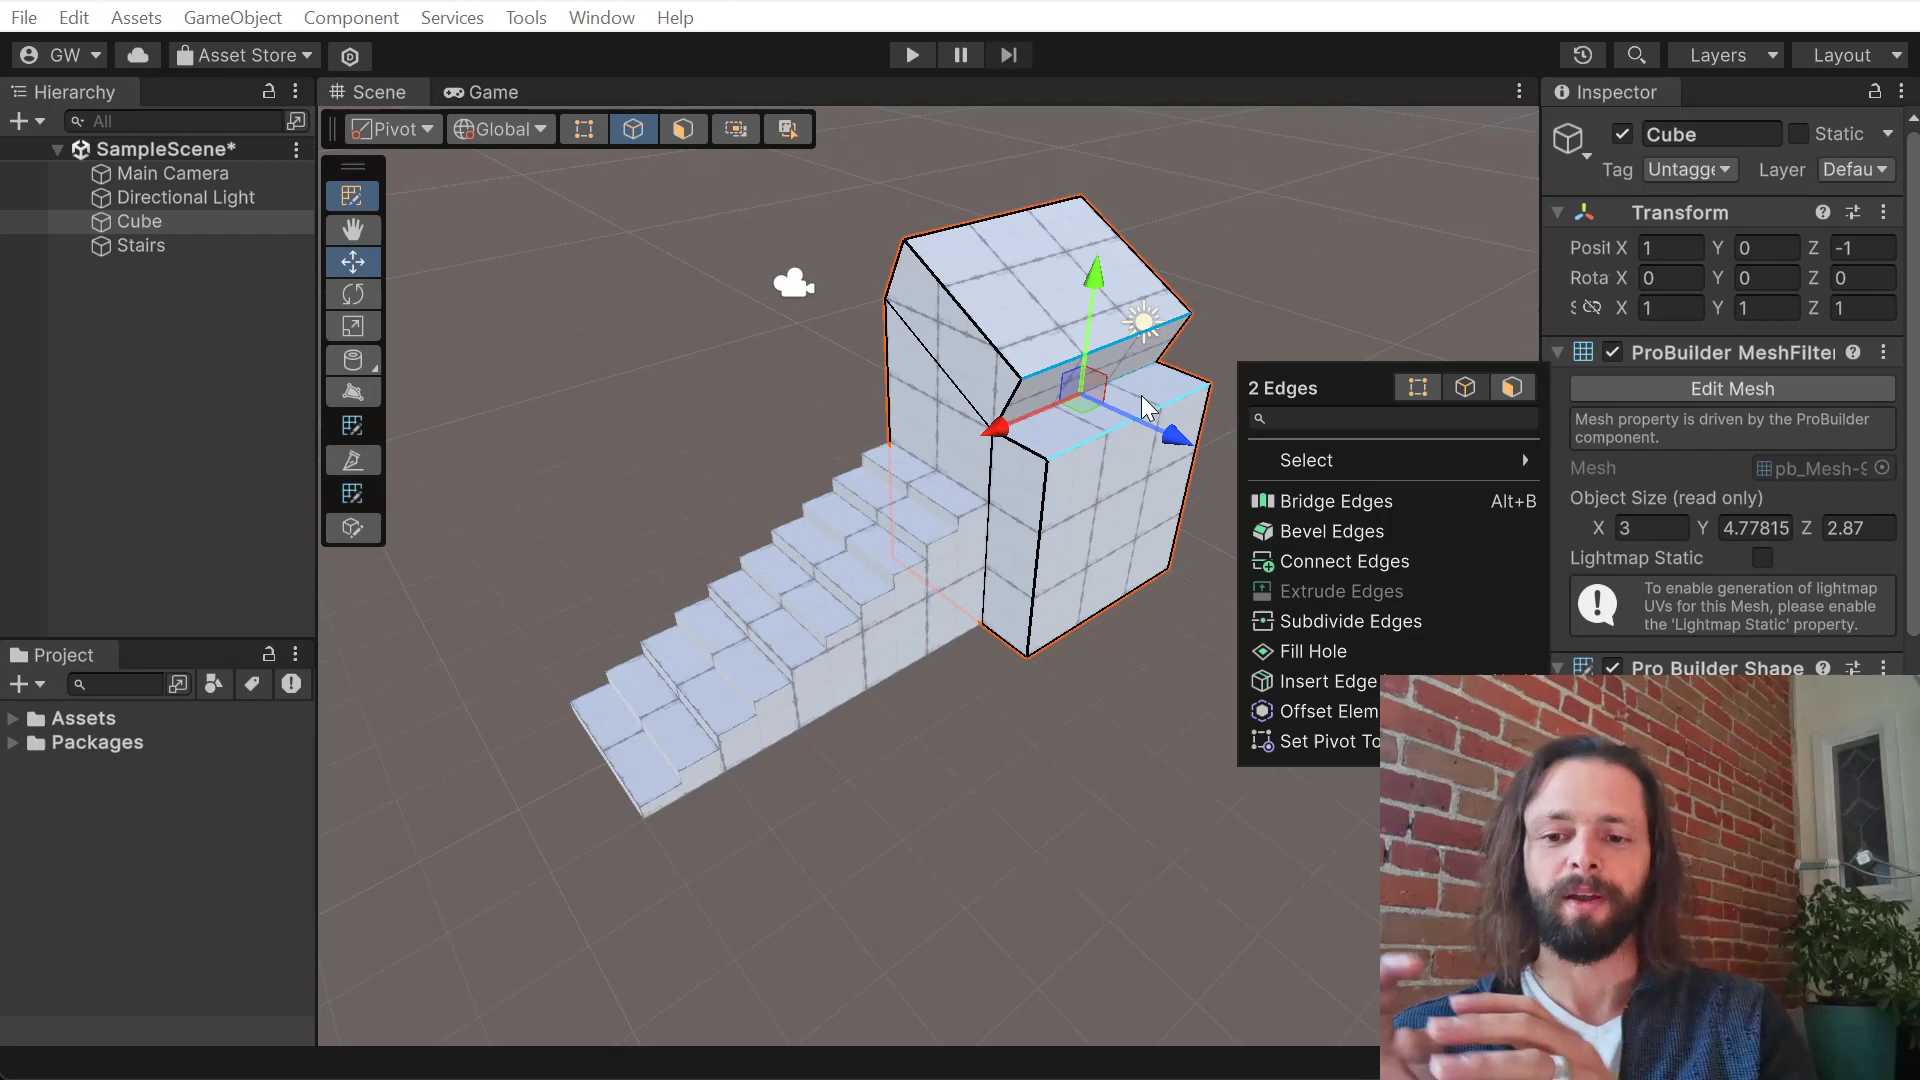 File Edit Assets GameObject Component Services Tools Window Help
GW Asset Store Layers Layout
Hierarchy
All
SampleScene*
Main Camera
Directional Light
Cube
Stairs
Scene Game
Pivot Global
2 Edges
Select
Bridge Edges Alt+B
Bevel Edges
Connect Edges
Extrude Edges
Subdivide Edges
Fill Hole
Insert Edge
Offset Elem
Set Pivot To
Inspector
Cube Static
Tag Untagge Layer Defau
Transform
Posit X 1 Y 0 Z -1
Rota X 0 Y 0 Z 0
S X 1 Y 1 Z 1
ProBuilder MeshFilte
Edit Mesh
Mesh property is driven by the ProBuilder
component.
Mesh pb_Mesh-9
Object Size (read only)
X 3 Y 4.77815 Z 2.87
Lightmap Static
To enable generation of lightmap
UVs for this Mesh, please enable
the 'Lightmap Static' property.
Pro Builder Shape
Project
Assets
Packages